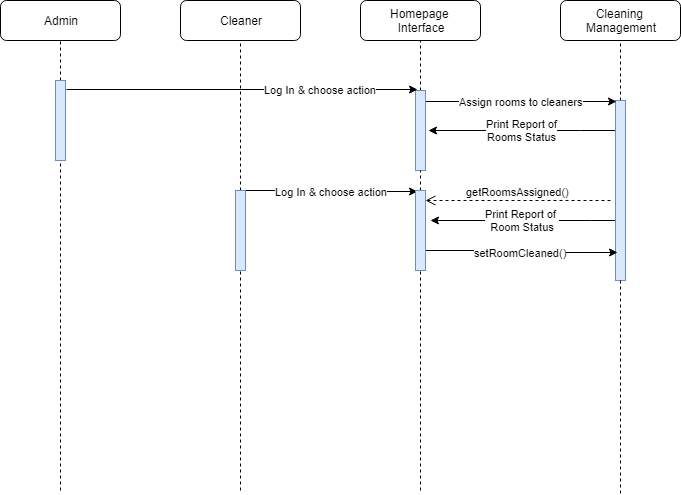 Admin
Cleaner
Homepage
Interface
Cleaning
Management
Log In & choose action
Assign rooms to cleaners
Print Report of
Rooms Status
Log In & choose action
getRoomsAssigned()
Print Report of
Room Status
setRoomCleaned()